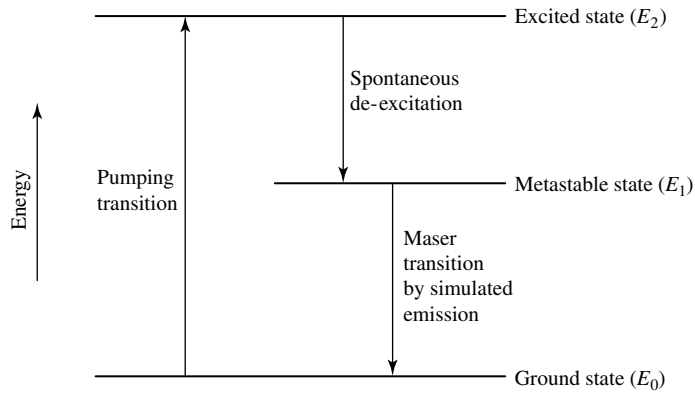 Excited state (E2)
Spontaneous
de-excitation
Energy
Pumping
transition
Metastable state (E1)
Maser
transition
by simulated
emission
Ground state (E0)